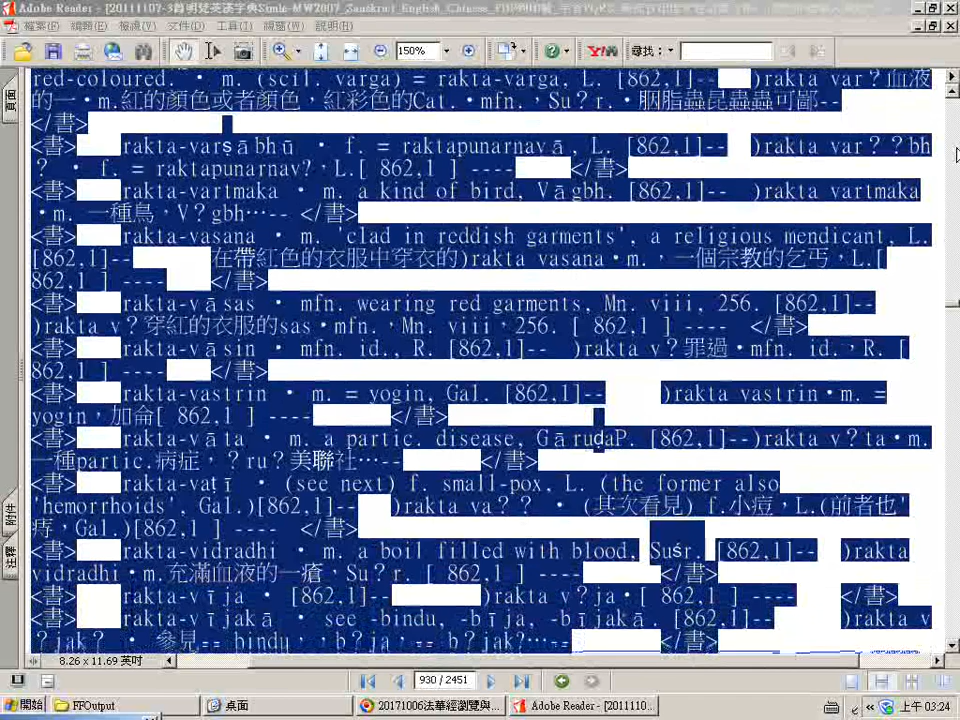 Adobe Reader - [20111107-3
檔案(F) 編輯(E) 檢視(V) 文件(D) 工具(T) 視窗(W) 說明(H)
150% 尋找：
red-coloured. • m. (scil. varga) = rakta-varga, L. [862,1]-- )rakta var？血液
的一•m.紅的顏色或者顏色，紅彩色的Cat.•mfn.，Su？r.•胭脂蟲昆蟲蟲可鄙--
</書>
<書> rakta-varṣābhū • f. = raktapunarnavā, L. [862,1]-- )rakta var？？bh
？ • f. = raktapunarnav?，L.[ 862,1 ] ---- </書>
<書> rakta-vartmaka • m. a kind of bird, Vāgbh. [862,1]-- )rakta vartmaka
•m. 一種鳥，V？gbh…-- </書>
<書> rakta-vasana • m. 'clad in reddish garments', a religious mendicant, L.
[862,1]-- 在帶紅色的衣服中穿衣的)rakta vasana•m.，一個宗教的乞丐，L.[
862,1 ] ---- </書>
<書> rakta-vāsas • mfn. wearing red garments, Mn. viii, 256. [862,1]--
)rakta v？穿紅的衣服的sas•mfn.，Mn. viii，256. [ 862,1 ] ---- </書>
<書> rakta-vāsin • mfn. id., R. [862,1]-- )rakta v？罪過•mfn. id.，R. [
862,1 ] ---- </書>
<書> rakta-vastrin • m. = yogin, Gal. [862,1]-- )rakta vastrin•m. =
yogin，加侖[ 862,1 ] ---- </書>
<書> rakta-vāta • m. a partic. disease, GāruḍaP. [862,1]--)rakta v？ta•m.
一種partic.病症，？ru？美聯社…-- </書>
<書> rakta-vaṭī • (see next) f. small-pox, L. (the former also
'hemorrhoids', Gal.)[862,1]-- )rakta va？？ • (其次看見) f.小痘，L.(前者也'
痔，Gal.)[862,1 ] ---- </書>
<書> rakta-vidradhi • m. a boil filled with blood, Suśr. [862,1]-- )rakta
vidradhi•m.充滿血液的一瘡，Su？r. [ 862,1 ] ---- </書>
<書> rakta-vīja • [862,1]-- )rakta v？ja•[ 862,1 ] ---- </書>
<書> rakta-vījakā • see -bindu, -bīja, -bījakā. [862,1]-- )rakta v
？jak？ • 參見-- bindu，b？ja，-- b？jak?…-- </書>
頁面
附件
注釋
8.26 x 11.69 英吋
930 / 2451
開始 FFOutput 桌面 20171006法華經瀏覽與... Adobe Reader - [2011110... 上午 03:24